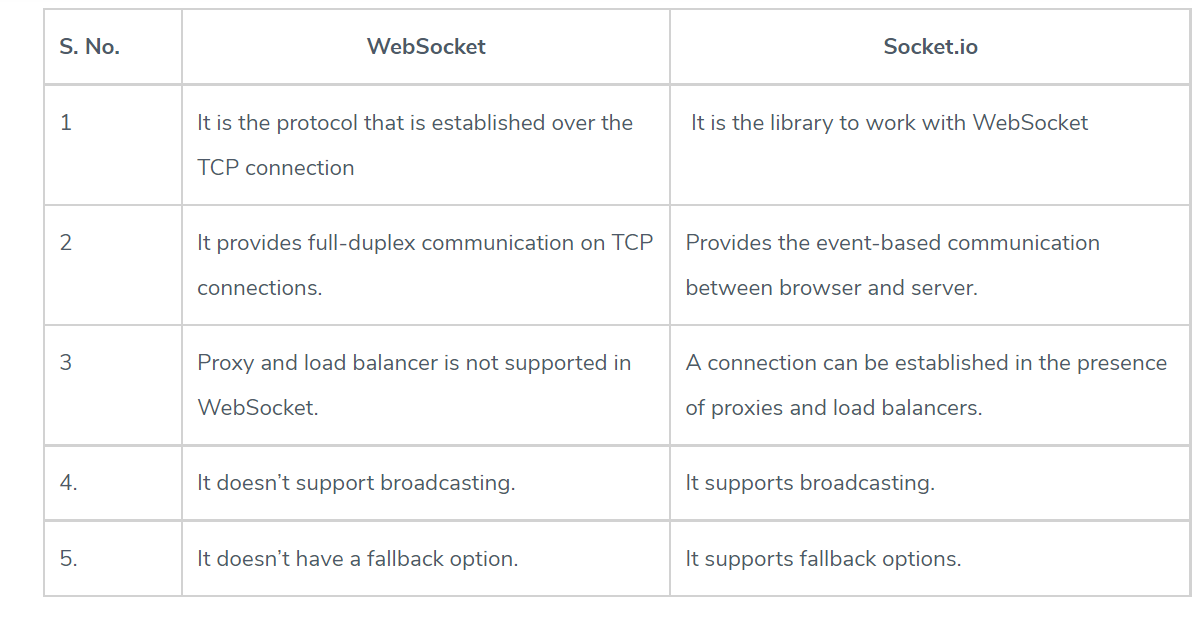 S. No.
WebSocket
Socket.io
1
It is the protocol that is established over the
TCP connection
It is the library to work with WebSocket
2
It provides full-duplex communication on TCP
connections.
Provides the event-based communication
between browser and server.
3
Proxy and load balancer is not supported in
WebSocket.
A connection can be established in the presence
of proxies and load balancers.
4.
It doesn’t support broadcasting.
It supports broadcasting.
5.
It doesn’t have a fallback option.
It supports fallback options.